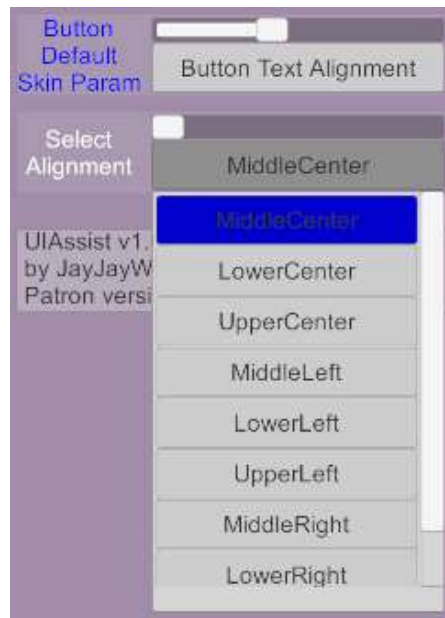 Button
Default
Skin Param
Button Text Alignment
Select
Alignment
MiddleCenter
MiddleCenter
LowerCenter
UpperCenter
MiddleLeft
LowerLeft
UpperLeft
MiddleRight
LowerRight
UIAssist v1.
by JayJayW
Patron versi